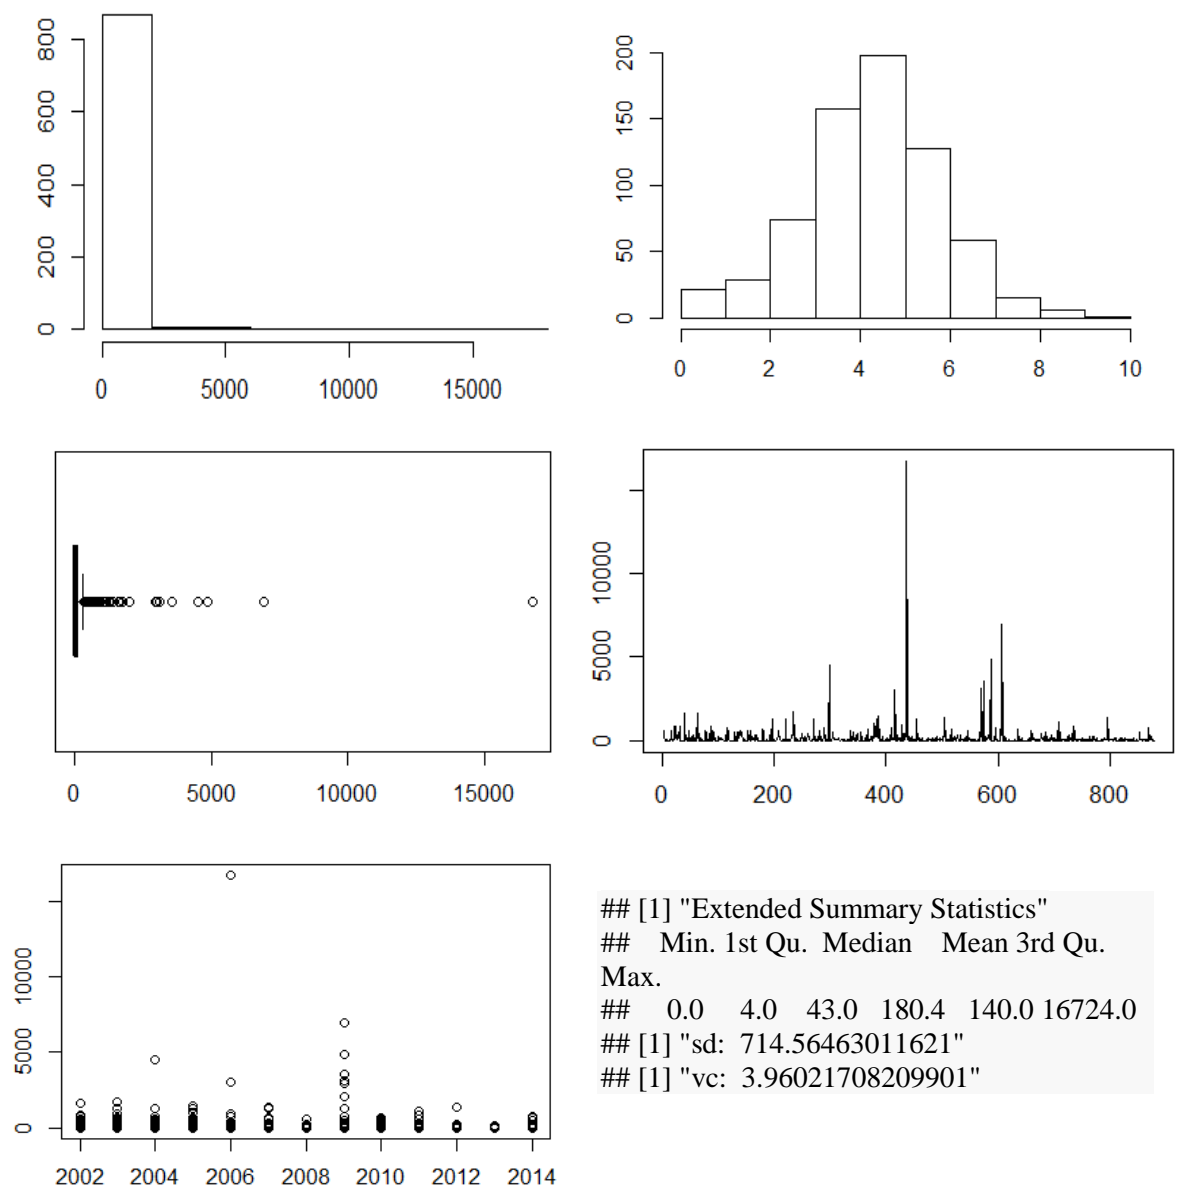 800
600
400
200
0
0 5000 10000 15000
200
150
100
50
0
0 2 4 6 8 10
0 5000 10000 15000
10000
5000
0
0 200 400 600 800
10000
5000
0
2002 2004 2006 2008 2010 2012 2014
## [1] "Extended Summary Statistics"
## Min. 1st Qu. Median Mean 3rd Qu.
Max.
## 0.0 4.0 43.0 180.4 140.0 16724.0
## [1] "sd: 714.56463011621"
## [1] "vc: 3.96021708209901"